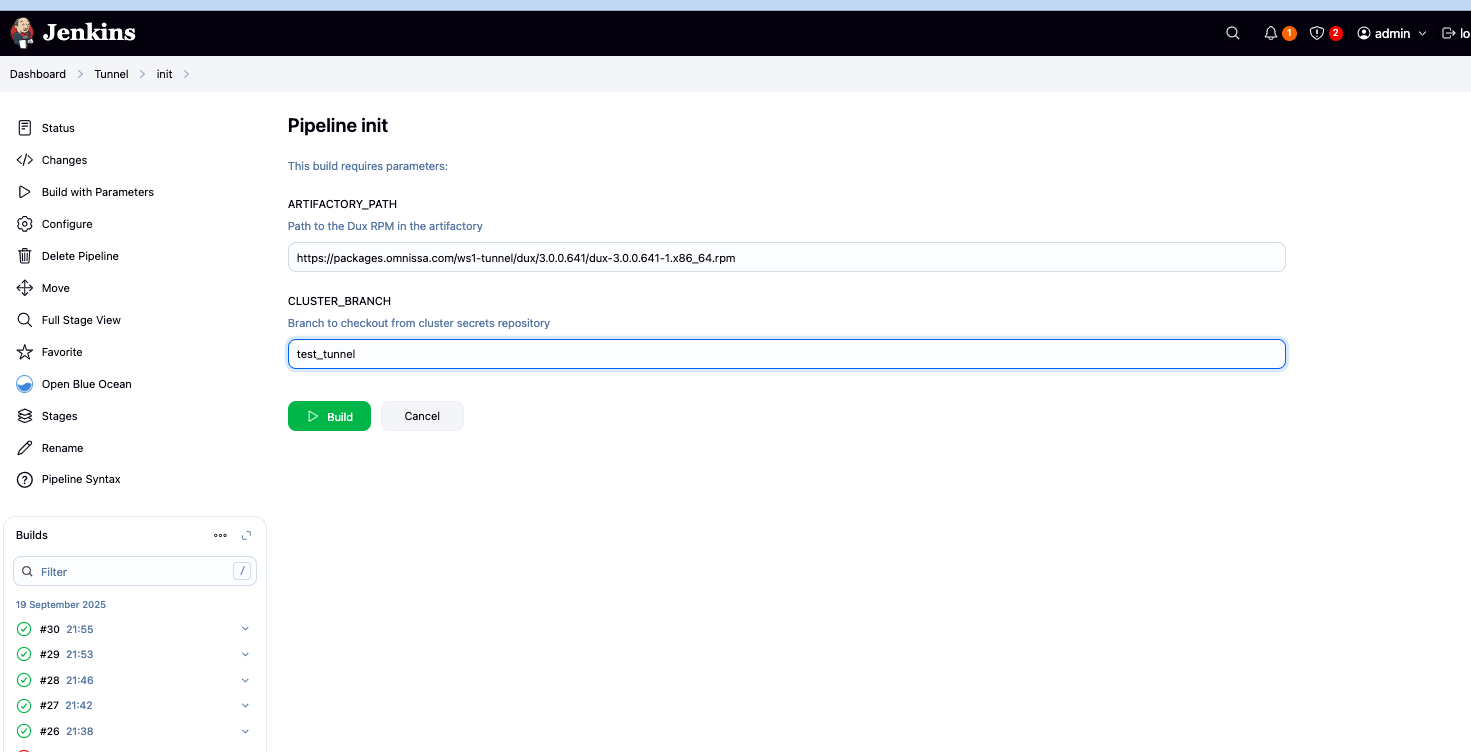 Jenkins
1
2
admin
lo
Dashboard
Tunnel
init
Status
Changes
Build with Parameters
Configure
Delete Pipeline
Move
Full Stage View
Favorite
Open Blue Ocean
Stages
Rename
Pipeline Syntax
Builds
Filter
/
19 September 2025
#30 21:55
#29 21:53
#28 21:46
#27 21:42
#26 21:38
Pipeline init
This build requires parameters:
ARTIFACTORY_PATH
Path to the Dux RPM in the artifactory
https://packages.omnissa.com/ws1-tunnel/dux/3.0.0.641/dux-3.0.0.641-1.x86_64.rpm
CLUSTER_BRANCH
Branch to checkout from cluster secrets repository
test_tunnel
Build
Cancel